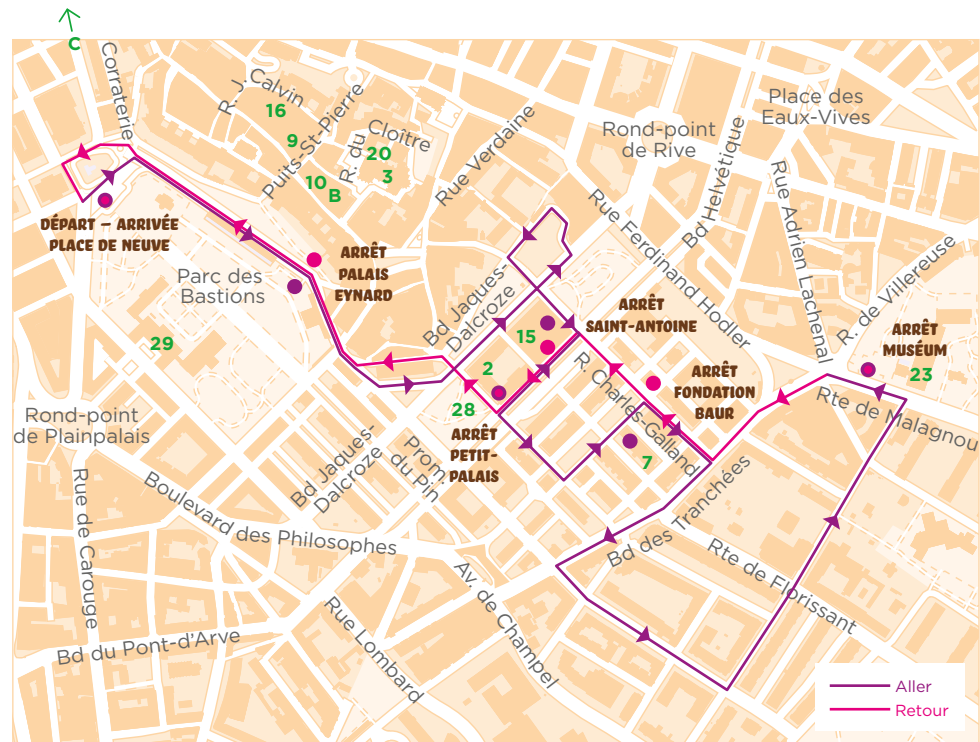 C
Corraterie
R. J. Calvin
16
9
Puits-St-Pierre
R. du
Cloître
20
3
10
B
Rue Verdaine
Rond-point
de Rive
Place des
Eaux-Vives
Bd Helvétique
Rue Adrien Lachenal
Rue Ferdinand Hodler
R. de Villereuse
DÉPART – ARRIVÉE
PLACE DE NEUVE
Parc des
Bastions
ARRÊT
PALAIS
EYNARD
Bd Jaques-
Dalcroze
ARRÊT
SAINT-ANTOINE
15
ARRÊT
MUSÉUM
23
29
2
28
ARRÊT
PETIT-
PALAIS
R. Charles-Galland
ARRÊT
FONDATION
BAUR
7
Rte de Malagnou
Rond-point
de Plainpalais
Bd Jaques-
Dalcroze
Prom.
du Pin
Rue de Carouge
Boulevard des Philosophes
Bd des Tranchées
Rte de Florissant
Av. de Champel
Rue Lombard
Bd du Pont-d'Arve
Aller
Retour